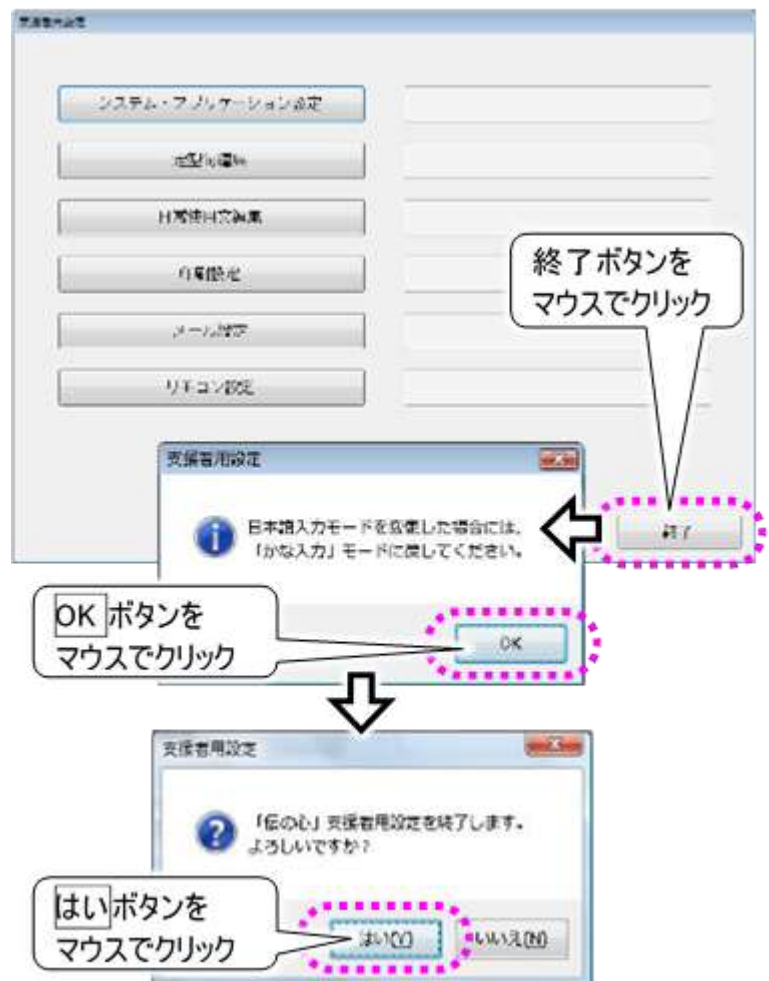 支援者用設定
システム・アプリケーション設定
定型句編集
日常使用文編集
印刷設定
メール設定
リモコン設定
終了ボタンを
マウスでクリック
終了
支援者用設定
日本語入力モードを変更した場合には、
「かな入力」モードに戻してください。
OK
OK ボタンを
マウスでクリック
支援者用設定
「伝の心」支援者用設定を終了します。
よろしいですか?
はい(Y)
いいえ(N)
はいボタンを
マウスでクリック